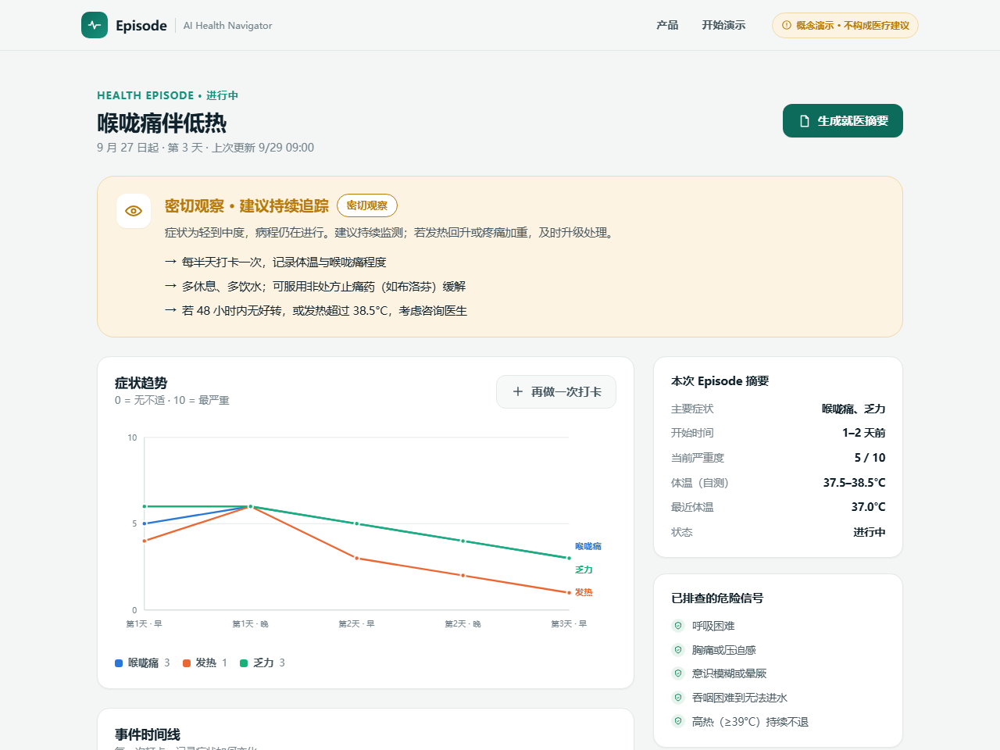 Episode
AI Health Navigator
产品
开始演示
概念演示・不构成医疗建议
HEALTH EPISODE • 进行中
喉咙痛伴低热
9 月 27 日起 · 第 3 天 · 上次更新 9/29 09:00
生成就医摘要
密切观察・建议持续追踪
密切观察
症状为轻到中度，病程仍在进行。建议持续监测；若发热回升或疼痛加重，及时升级处理。
→ 每半天打卡一次，记录体温与喉咙痛程度
→ 多休息、多饮水；可服用非处方止痛药（如布洛芬）缓解
→ 若 48 小时内无好转，或发热超过 38.5°C，考虑咨询医生
症状趋势
0 = 无不适 · 10 = 最严重
再做一次打卡
10
5
0
喉咙痛
乏力
发热
第1天 · 早
第1天 · 晚
第2天 · 早
第2天 · 晚
第3天 · 早
喉咙痛 3
发热 1
乏力 3
事件时间线
本次 Episode 摘要
主要症状 喉咙痛、乏力
开始时间 1–2 天前
当前严重度 5 / 10
体温（自测） 37.5–38.5°C
最近体温 37.0°C
状态 进行中
已排查的危险信号
呼吸困难
胸痛或压迫感
意识模糊或晕厥
吞咽困难到无法进水
高热（≥39°C）持续不退